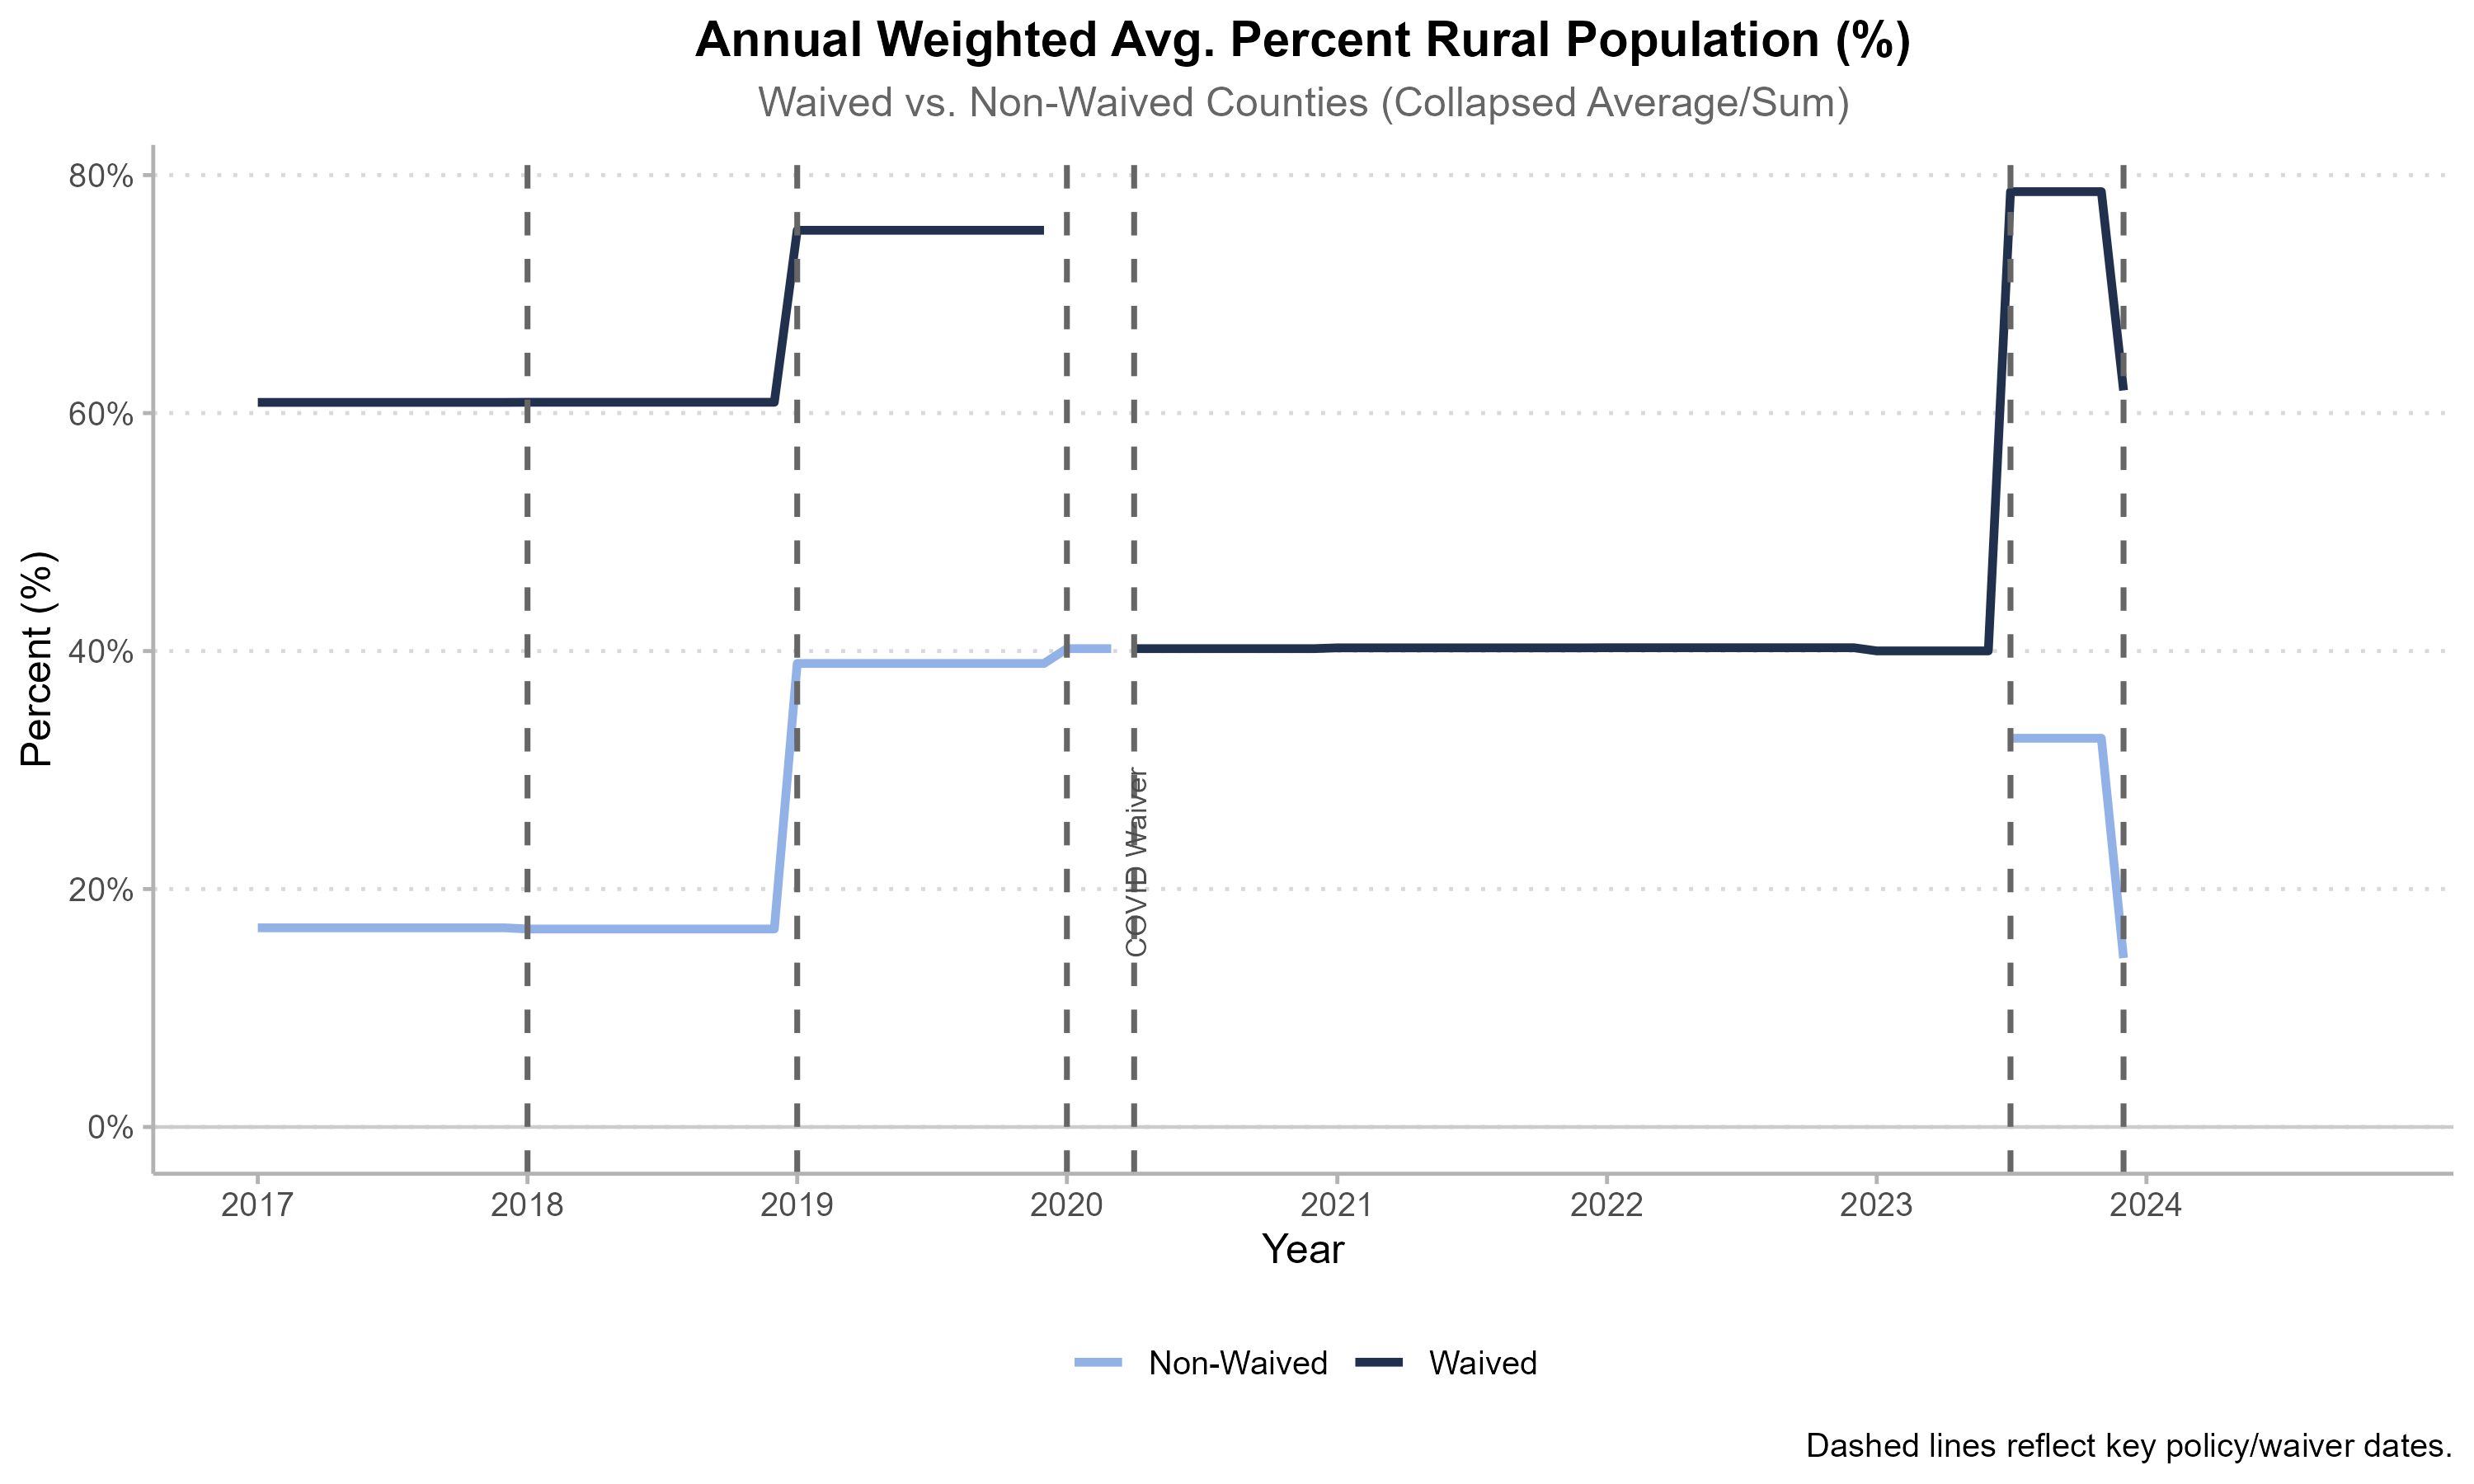 Annual Weighted Avg. Percent Rural Population (%)
Waived vs. Non-Waived Counties (Collapsed Average/Sum)
80%
60%
40%
20%
0%
Percent (%)
COVID Waiver
2017 2018 2019 2020 2021 2022 2023 2024
Year
Non-Waived Waived
Dashed lines reflect key policy/waiver dates.